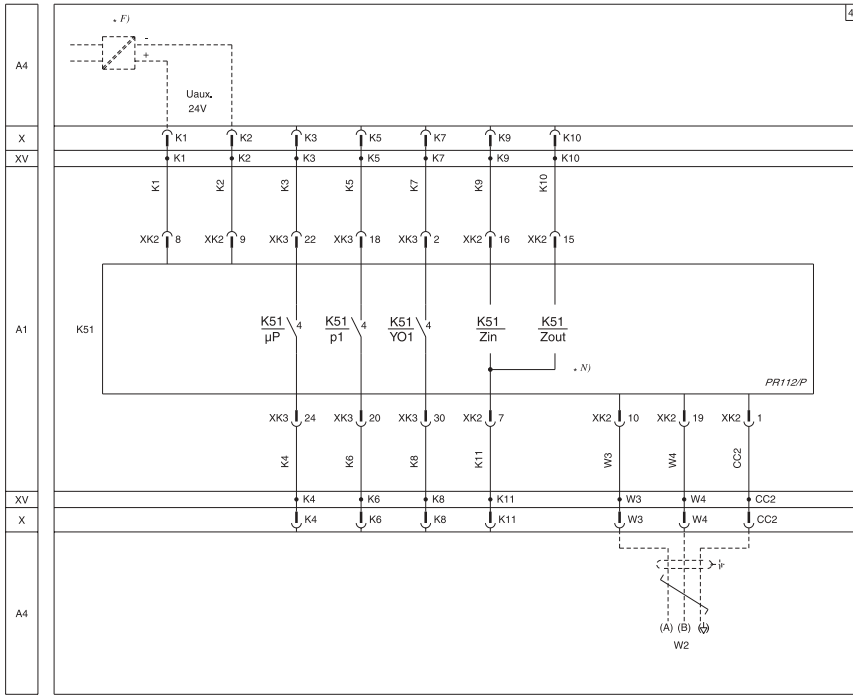 4
* F)
-
+
A4
Uaux.
24V
X K1 K2 K3 K5 K7 K9 K10
XV K1 K2 K3 K5 K7 K9 K10
K1 K2 K3 K5 K7 K9 K10
XK2 8 XK2 9 XK3 22 XK3 18 XK3 2 XK2 16 XK2 15
A1 K51
K51 4 K51 4 K51 4 K51 K51
µP p1 YO1 Zin Zout
* N)
PR112/P
XK3 24 XK3 20 XK3 30 XK2 7 XK2 10 XK2 19 XK2 1
K4 K6 K8 K11 W3 W4 CC2
XV K4 K6 K8 K11 W3 W4 CC2
X K4 K6 K8 K11 W3 W4 CC2
A4
(A) (B)
W2